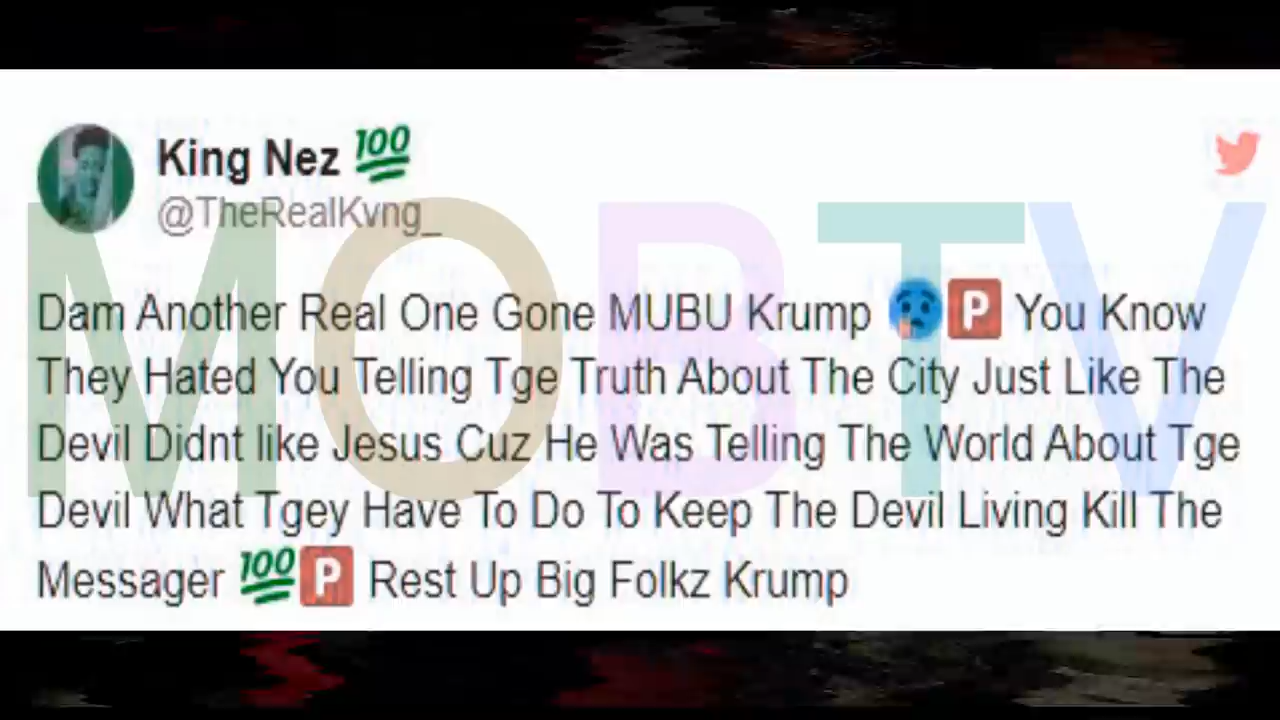 King Nez 💯
@TheRealKvng_
MOBTV
Dam Another Real One Gone MUBU Krump 😢🅿 You Know
They Hated You Telling Tge Truth About The City Just Like The
Devil Didnt like Jesus Cuz He Was Telling The World About Tge
Devil What Tgey Have To Do To Keep The Devil Living Kill The
Messager 💯🅿 Rest Up Big Folkz Krump